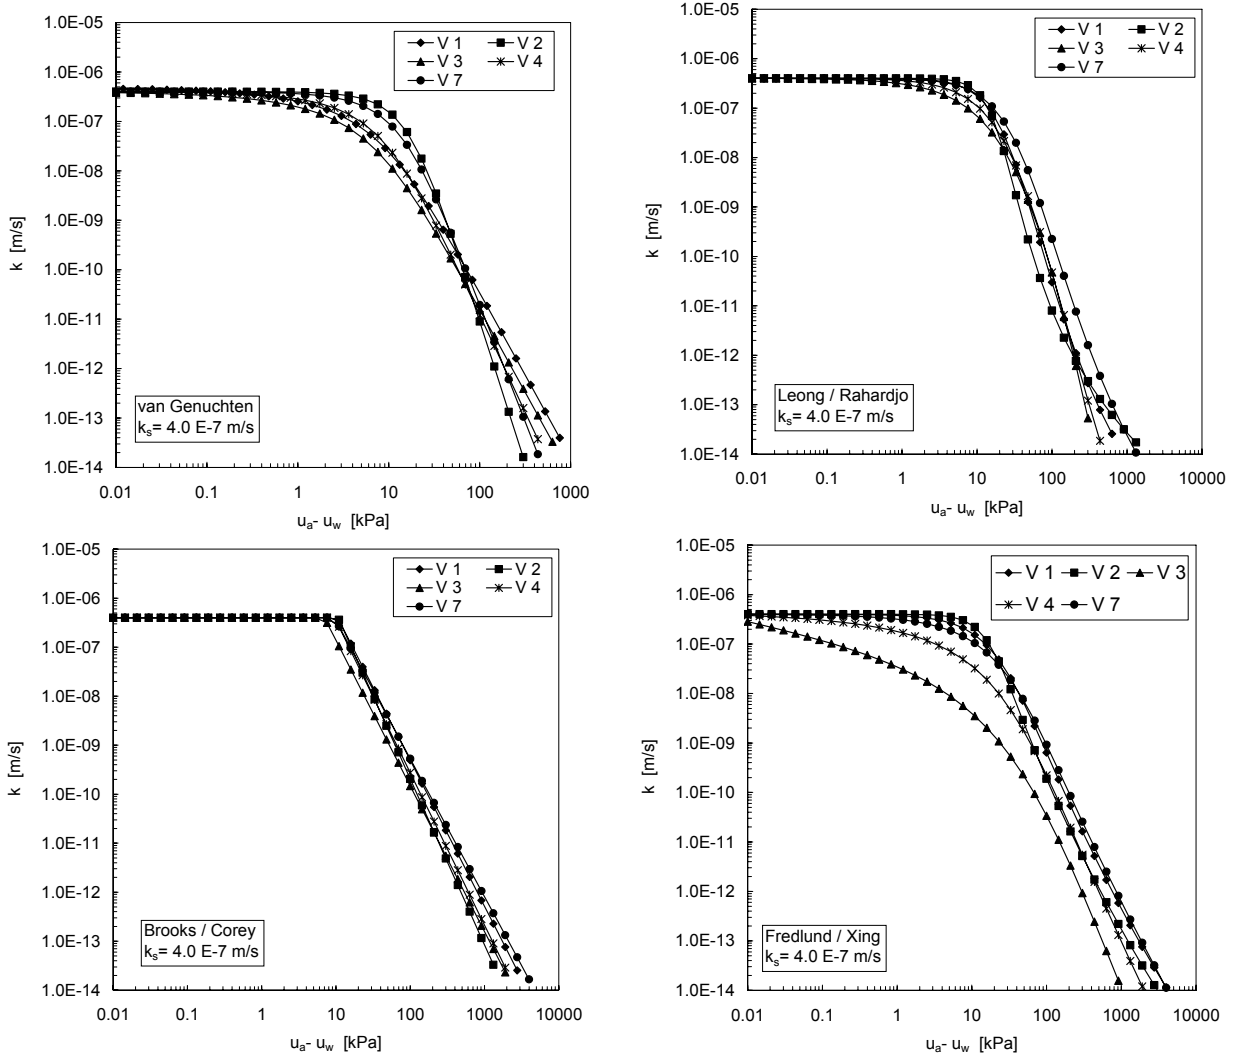 1.0E-05
1.0E-06
1.0E-07
1.0E-08
1.0E-09
1.0E-10
1.0E-11
1.0E-12
1.0E-13
1.0E-14
k [m/s]
V 1 V 2
V 3 V 4
V 7
van Genuchten
ks= 4.0 E-7 m/s
0.01 0.1 1 10 100 1000
ua- uw [kPa]
1.0E-05
1.0E-06
1.0E-07
1.0E-08
1.0E-09
1.0E-10
1.0E-11
1.0E-12
1.0E-13
1.0E-14
k [m/s]
V 1 V 2
V 3 V 4
V 7
Leong / Rahardjo
ks= 4.0 E-7 m/s
0.01 0.1 1 10 100 1000 10000
ua- uw [kPa]
1.0E-05
1.0E-06
1.0E-07
1.0E-08
1.0E-09
1.0E-10
1.0E-11
1.0E-12
1.0E-13
1.0E-14
k [m/s]
V 1 V 2
V 3 V 4
V 7
Brooks / Corey
ks= 4.0 E-7 m/s
0.01 0.1 1 10 100 1000 10000
ua- uw [kPa]
1.0E-05
1.0E-06
1.0E-07
1.0E-08
1.0E-09
1.0E-10
1.0E-11
1.0E-12
1.0E-13
1.0E-14
k [m/s]
V 1 V 2 V 3
V 4 V 7
Fredlund / Xing
ks= 4.0 E-7 m/s
0.01 0.1 1 10 100 1000 10000
ua- uw [kPa]